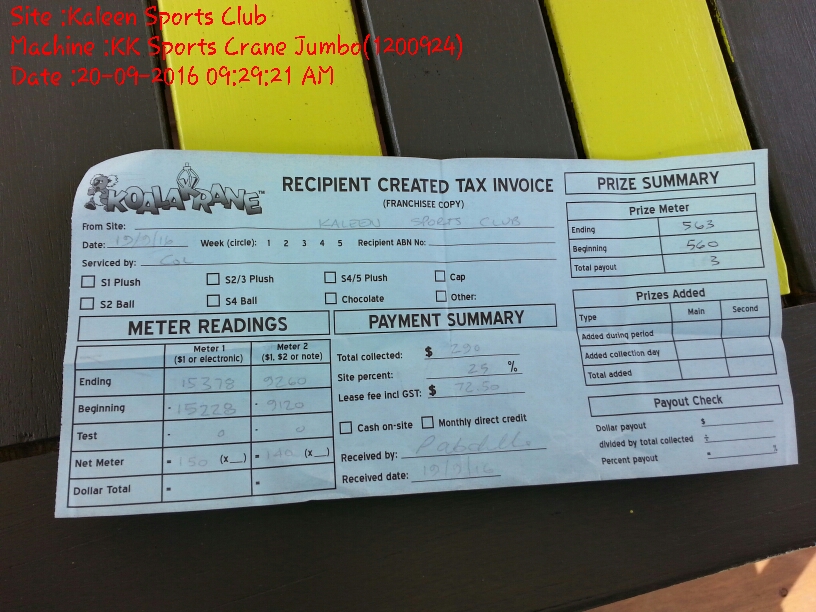 Site :Kaleen Sports Club
Machine :KK Sports Crane Jumbo(1200924)
Date :20-09-2016 09:29:21 AM
KOALA KRANE™
RECIPIENT CREATED TAX INVOICE
(FRANCHISEE COPY)
From Site: KALEEN SPORTS CLUB
Date: 19/9/16 Week (circle): 1 2 3 4 5 Recipient ABN No:
Serviced by: Col
S1 Plush S2/3 Plush S4/5 Plush Cap
S2 Ball S4 Ball Chocolate Other:
METER READINGS
Meter 1 ($1 or electronic) Meter 2 ($1, $2 or note)
Ending 15378 9260
Beginning - 15228 - 9120
Test - 0 - 0
Net Meter = 150 (x__) = 140 (x__)
Dollar Total = =
PAYMENT SUMMARY
Total collected: $ 290
Site percent: 25 %
Lease fee incl GST: $ 72.50
Cash on-site Monthly direct credit
Received by:
Received date: 19/9/16
PRIZE SUMMARY
Prize Meter
Ending 563
Beginning 560
Total payout 3
Prizes Added
Type Main Second
Added during period
Added collection day
Total added
Payout Check
Dollar payout $
divided by total collected ÷
Percent payout =